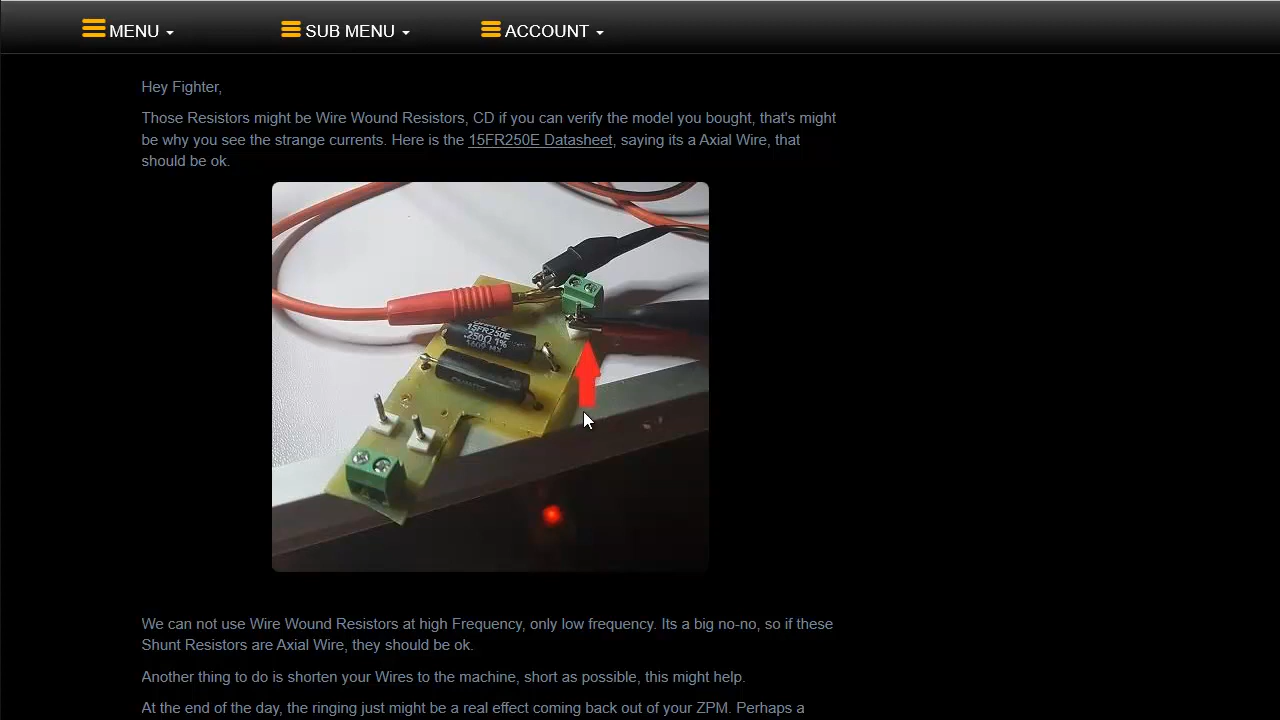 MENU
SUB MENU
ACCOUNT
Hey Fighter,
Those Resistors might be Wire Wound Resistors, CD if you can verify the model you bought, that's might
be why you see the strange currents. Here is the 15FR250E Datasheet, saying its a Axial Wire, that
should be ok.
15FR250E
.250Ω 1%
1609 MX
We can not use Wire Wound Resistors at high Frequency, only low frequency. Its a big no-no, so if these
Shunt Resistors are Axial Wire, they should be ok.
Another thing to do is shorten your Wires to the machine, short as possible, this might help.
At the end of the day, the ringing just might be a real effect coming back out of your ZPM. Perhaps a